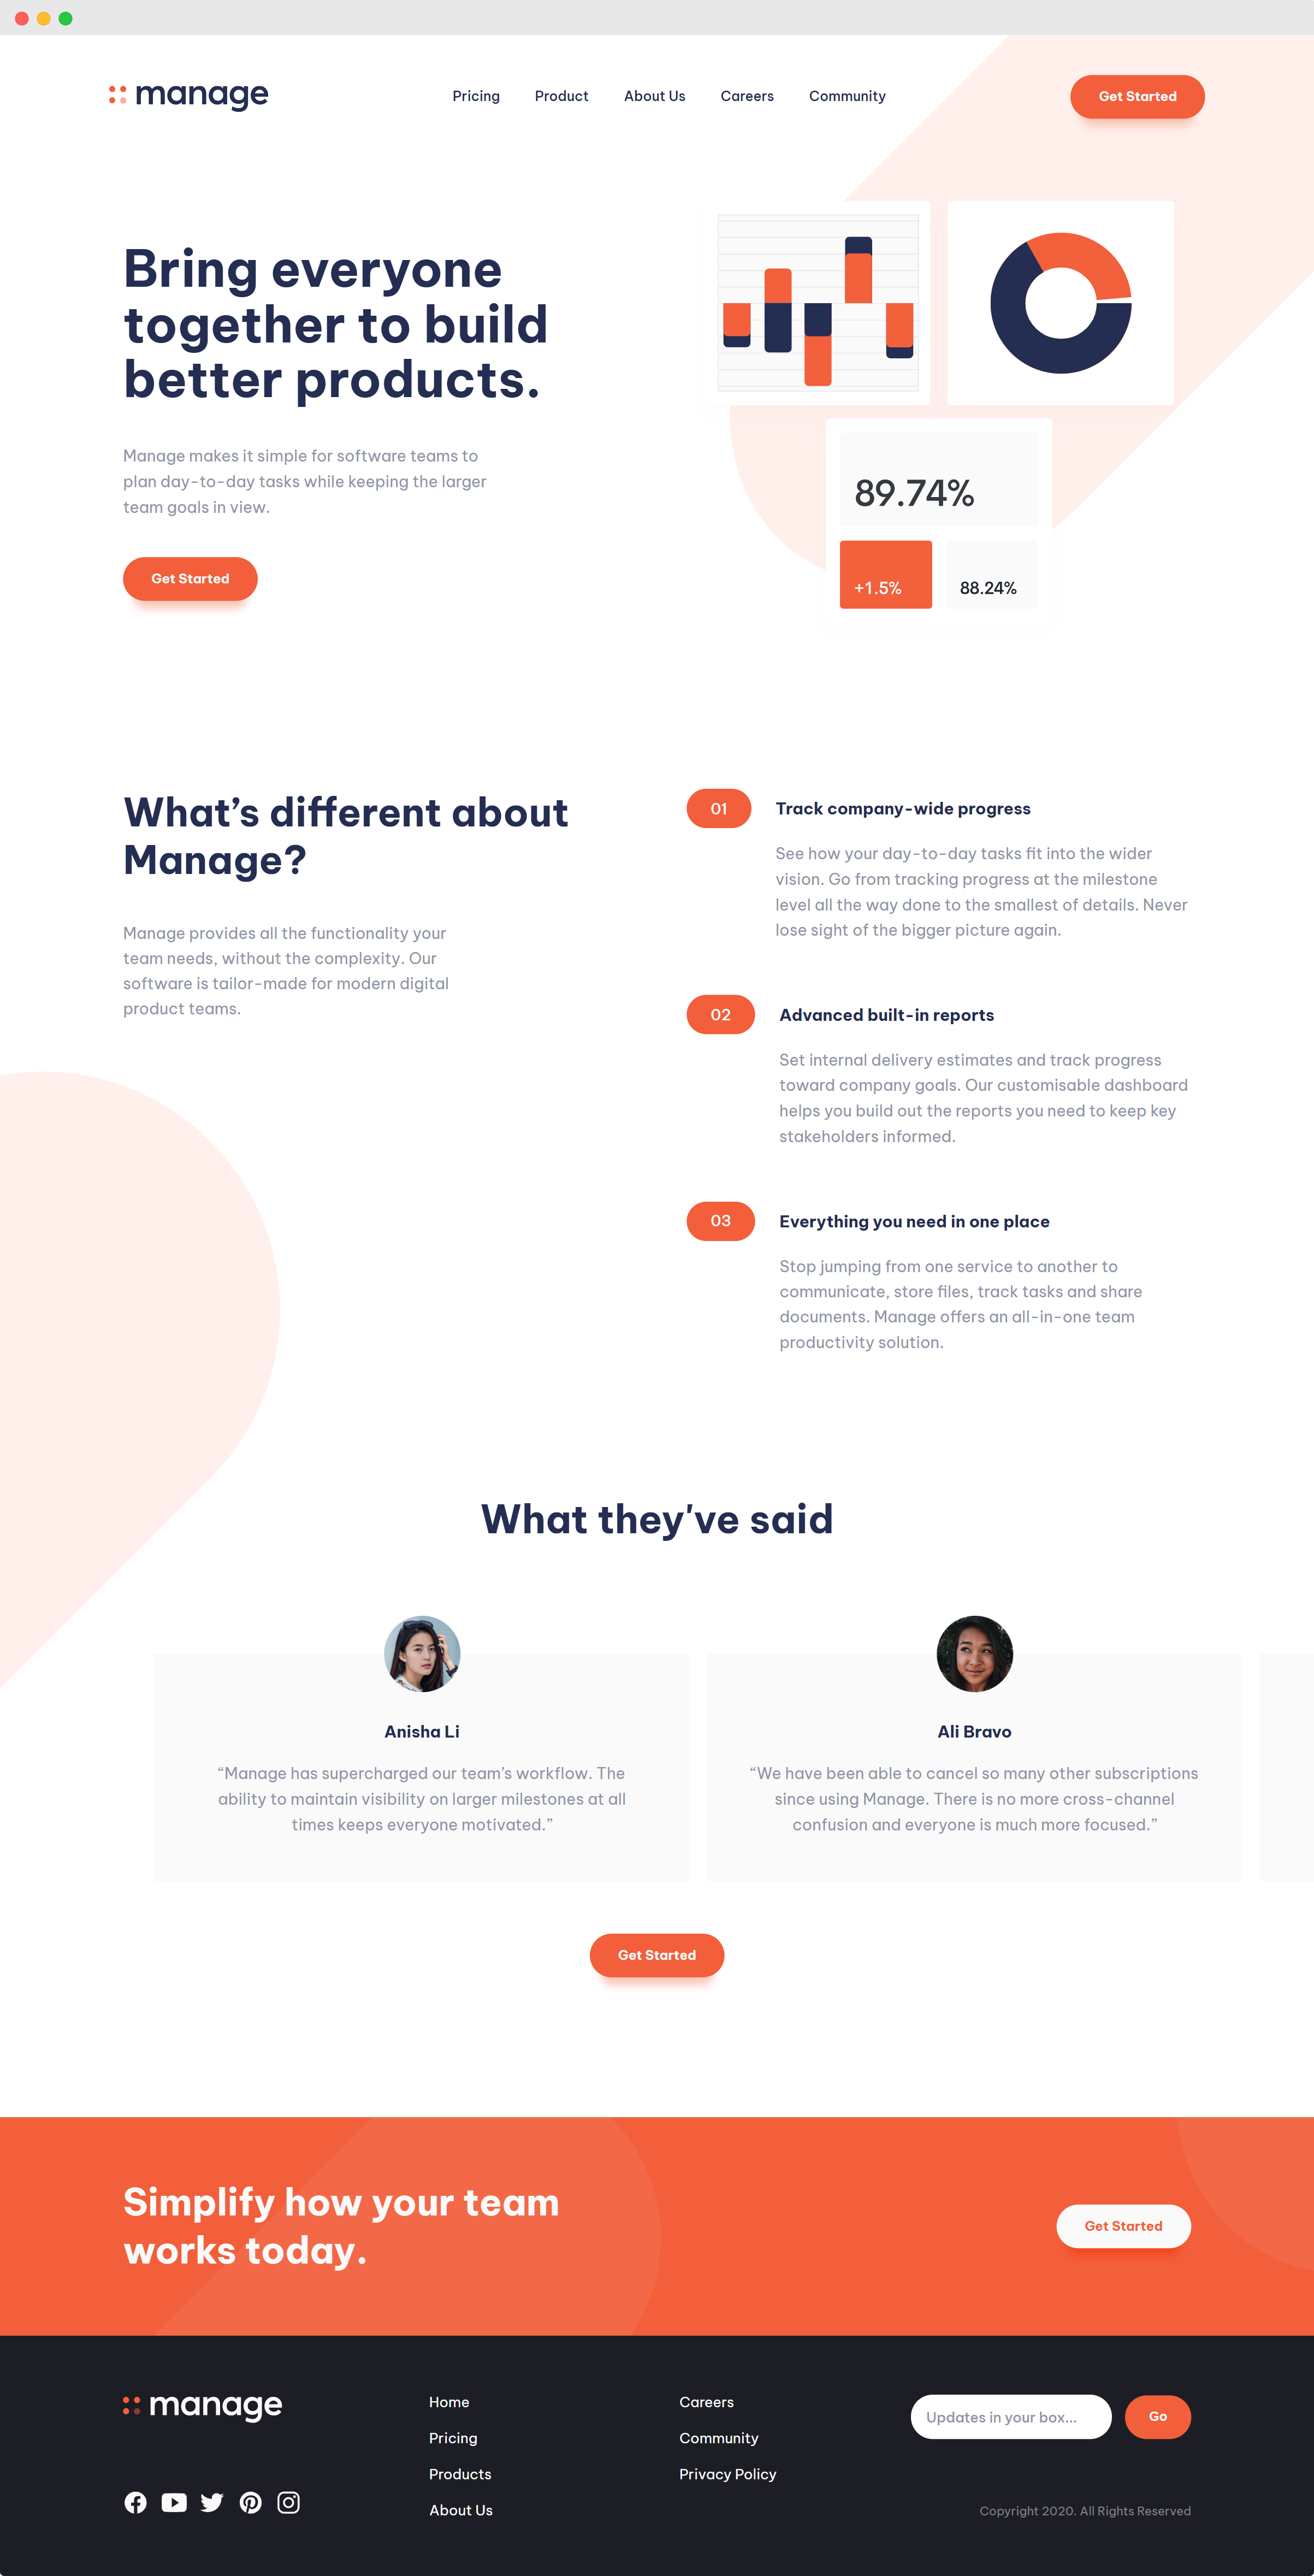 manage
Pricing
Product
About Us
Careers
Community
Get Started
Bring everyone
together to build
better products.
Manage makes it simple for software teams to
plan day-to-day tasks while keeping the larger
team goals in view.
Get Started
89.74%
+1.5%
88.24%
What’s different about
Manage?
Manage provides all the functionality your
team needs, without the complexity. Our
software is tailor-made for modern digital
product teams.
01
Track company-wide progress
See how your day-to-day tasks fit into the wider
vision. Go from tracking progress at the milestone
level all the way done to the smallest of details. Never
lose sight of the bigger picture again.
02
Advanced built-in reports
Set internal delivery estimates and track progress
toward company goals. Our customisable dashboard
helps you build out the reports you need to keep key
stakeholders informed.
03
Everything you need in one place
Stop jumping from one service to another to
communicate, store files, track tasks and share
documents. Manage offers an all-in-one team
productivity solution.
What they've said
Anisha Li
“Manage has supercharged our team’s workflow. The
ability to maintain visibility on larger milestones at all
times keeps everyone motivated.”
Ali Bravo
“We have been able to cancel so many other subscriptions
since using Manage. There is no more cross-channel
confusion and everyone is much more focused.”
Get Started
Simplify how your team
works today.
Get Started
manage
Home
Pricing
Products
About Us
Careers
Community
Privacy Policy
Updates in your box...
Go
Copyright 2020. All Rights Reserved